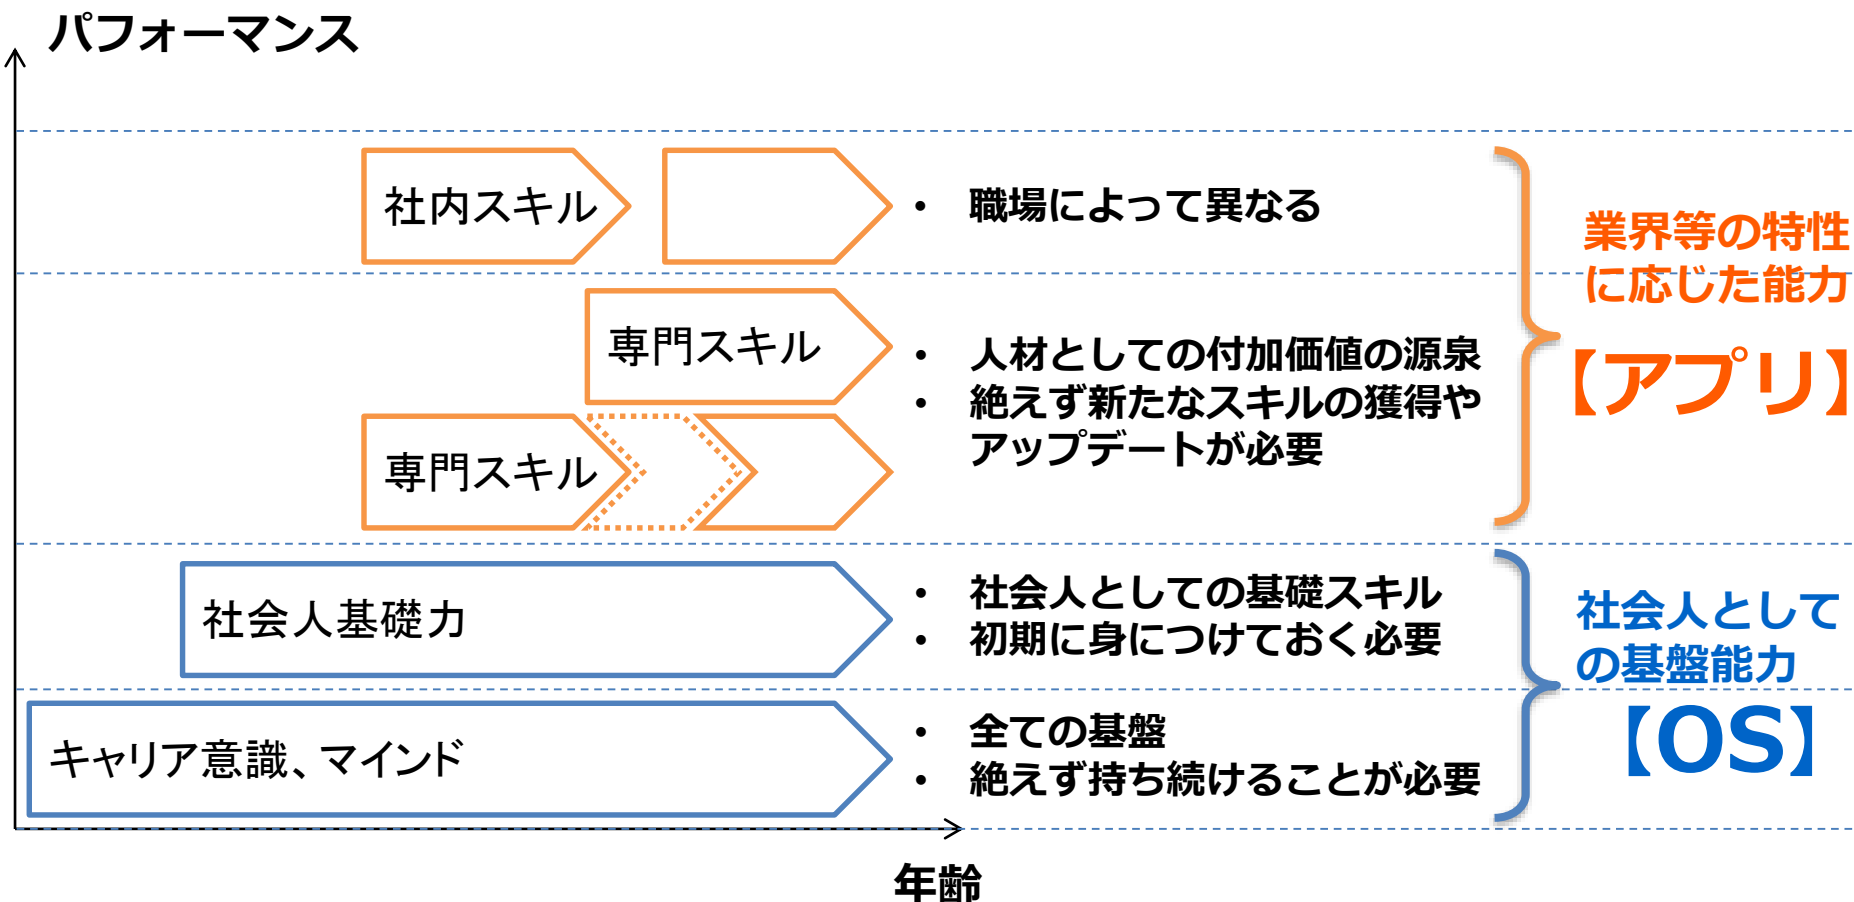 パフォーマンス
社内スキル
・ 職場によって異なる
専門スキル
専門スキル
・ 人材としての付加価値の源泉
・ 絶えず新たなスキルの獲得や
アップデートが必要
業界等の特性
に応じた能力
【アプリ】
社会人基礎力
・ 社会人としての基礎スキル
・ 初期に身につけておく必要
キャリア意識、マインド
・ 全ての基盤
・ 絶えず持ち続けることが必要
社会人として
の基盤能力
【OS】
年齢